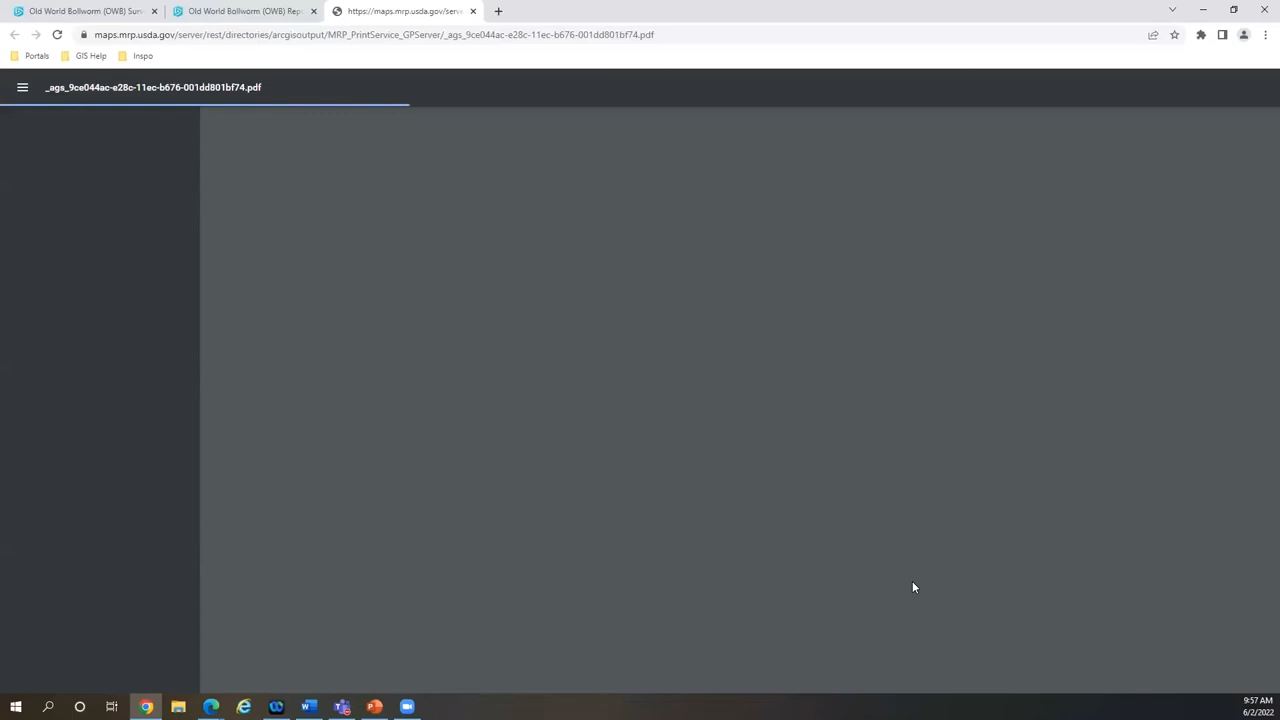 Old World Bollworm (OWB) Surv
Old World Bollworm (OWB) Repo
https://maps.mrp.usda.gov/serv
maps.mrp.usda.gov/server/rest/directories/arcgisoutput/MRP_PrintService_GPServer/_ags_9ce044ac-e28c-11ec-b676-001dd801bf74.pdf
Portals
GIS Help
Inspo
_ags_9ce044ac-e28c-11ec-b676-001dd801bf74.pdf
9:57 AM
6/2/2022